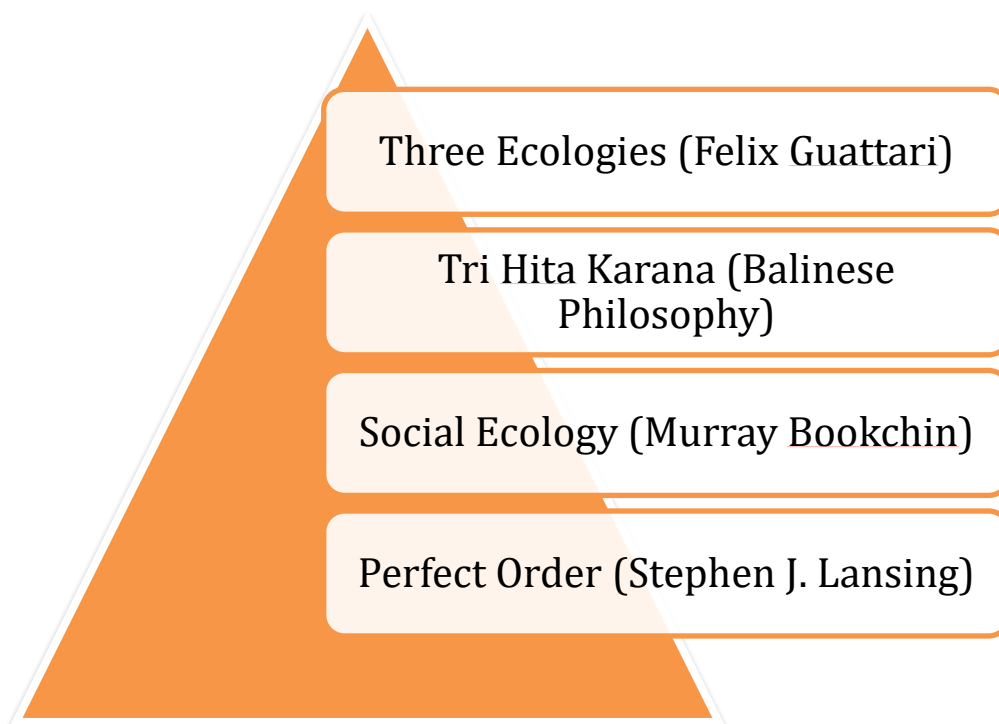 Three Ecologies (Felix Guattari)
Tri Hita Karana (Balinese
Philosophy)
Social Ecology (Murray Bookchin)
Perfect Order (Stephen J. Lansing)